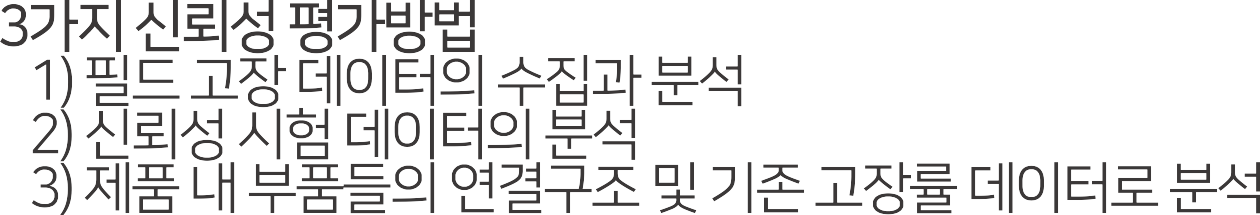 3가지 신뢰성 평가방법
1) 필드 고장 데이터의 수집과 분석
2) 신뢰성 시험 데이터의 분석
3) 제품 내 부품들의 연결구조 및 기존 고장률 데이터로 분석